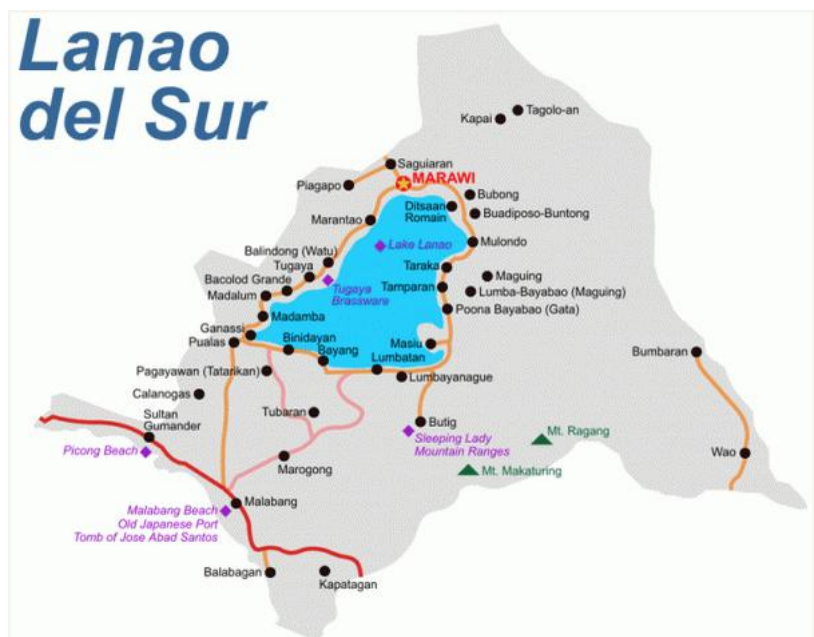 Lanao
del Sur
Tagolo-an
Kapai
Saguiaran
MARAWI
Piagapo
Bubong
Ditsaan
Romain
Buadiposo-Buntong
Marantao
Mulondo
Lake Lanao
Balindong (Watu)
Tugaya
Taraka
Bacolod Grande
Maguing
Tugaya
Brassware
Tamparan
Lumba-Bayabao (Maguing)
Madalum
Poona Bayabao (Gata)
Madamba
Ganassi
Pualas
Binidayan
Bayang
Masiu
Lumbatan
Bumbaran
Pagayawan (Tatarikan)
Lumbayanague
Calanogas
Sultan
Gumander
Tubaran
Butig
Mt. Ragang
Sleeping Lady
Mountain Ranges
Picong Beach
Wao
Marogong
Mt. Makaturing
Malabang
Malabang Beach
Old Japanese Port
Tomb of Jose Abad Santos
Balabagan
Kapatagan